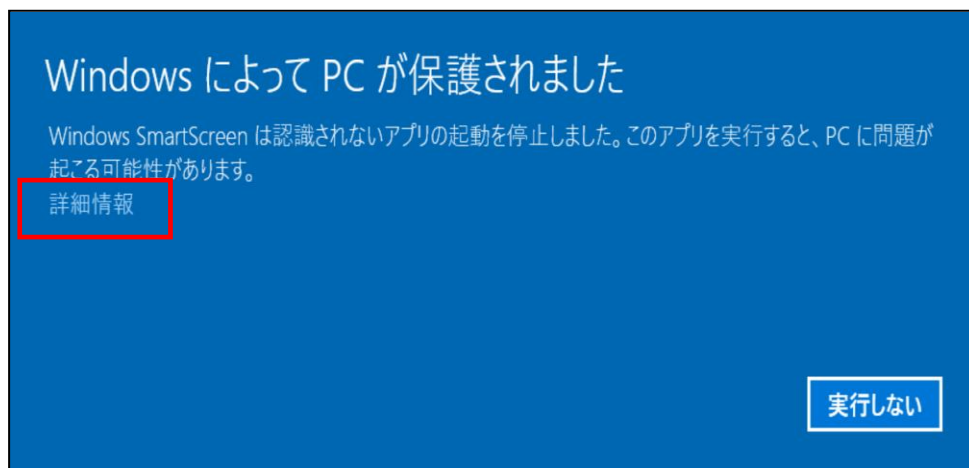 Windows によって PC が保護されました
Windows SmartScreen は認識されないアプリの起動を停止しました。このアプリを実行すると、PC に問題が
起こる可能性があります。
詳細情報
実行しない